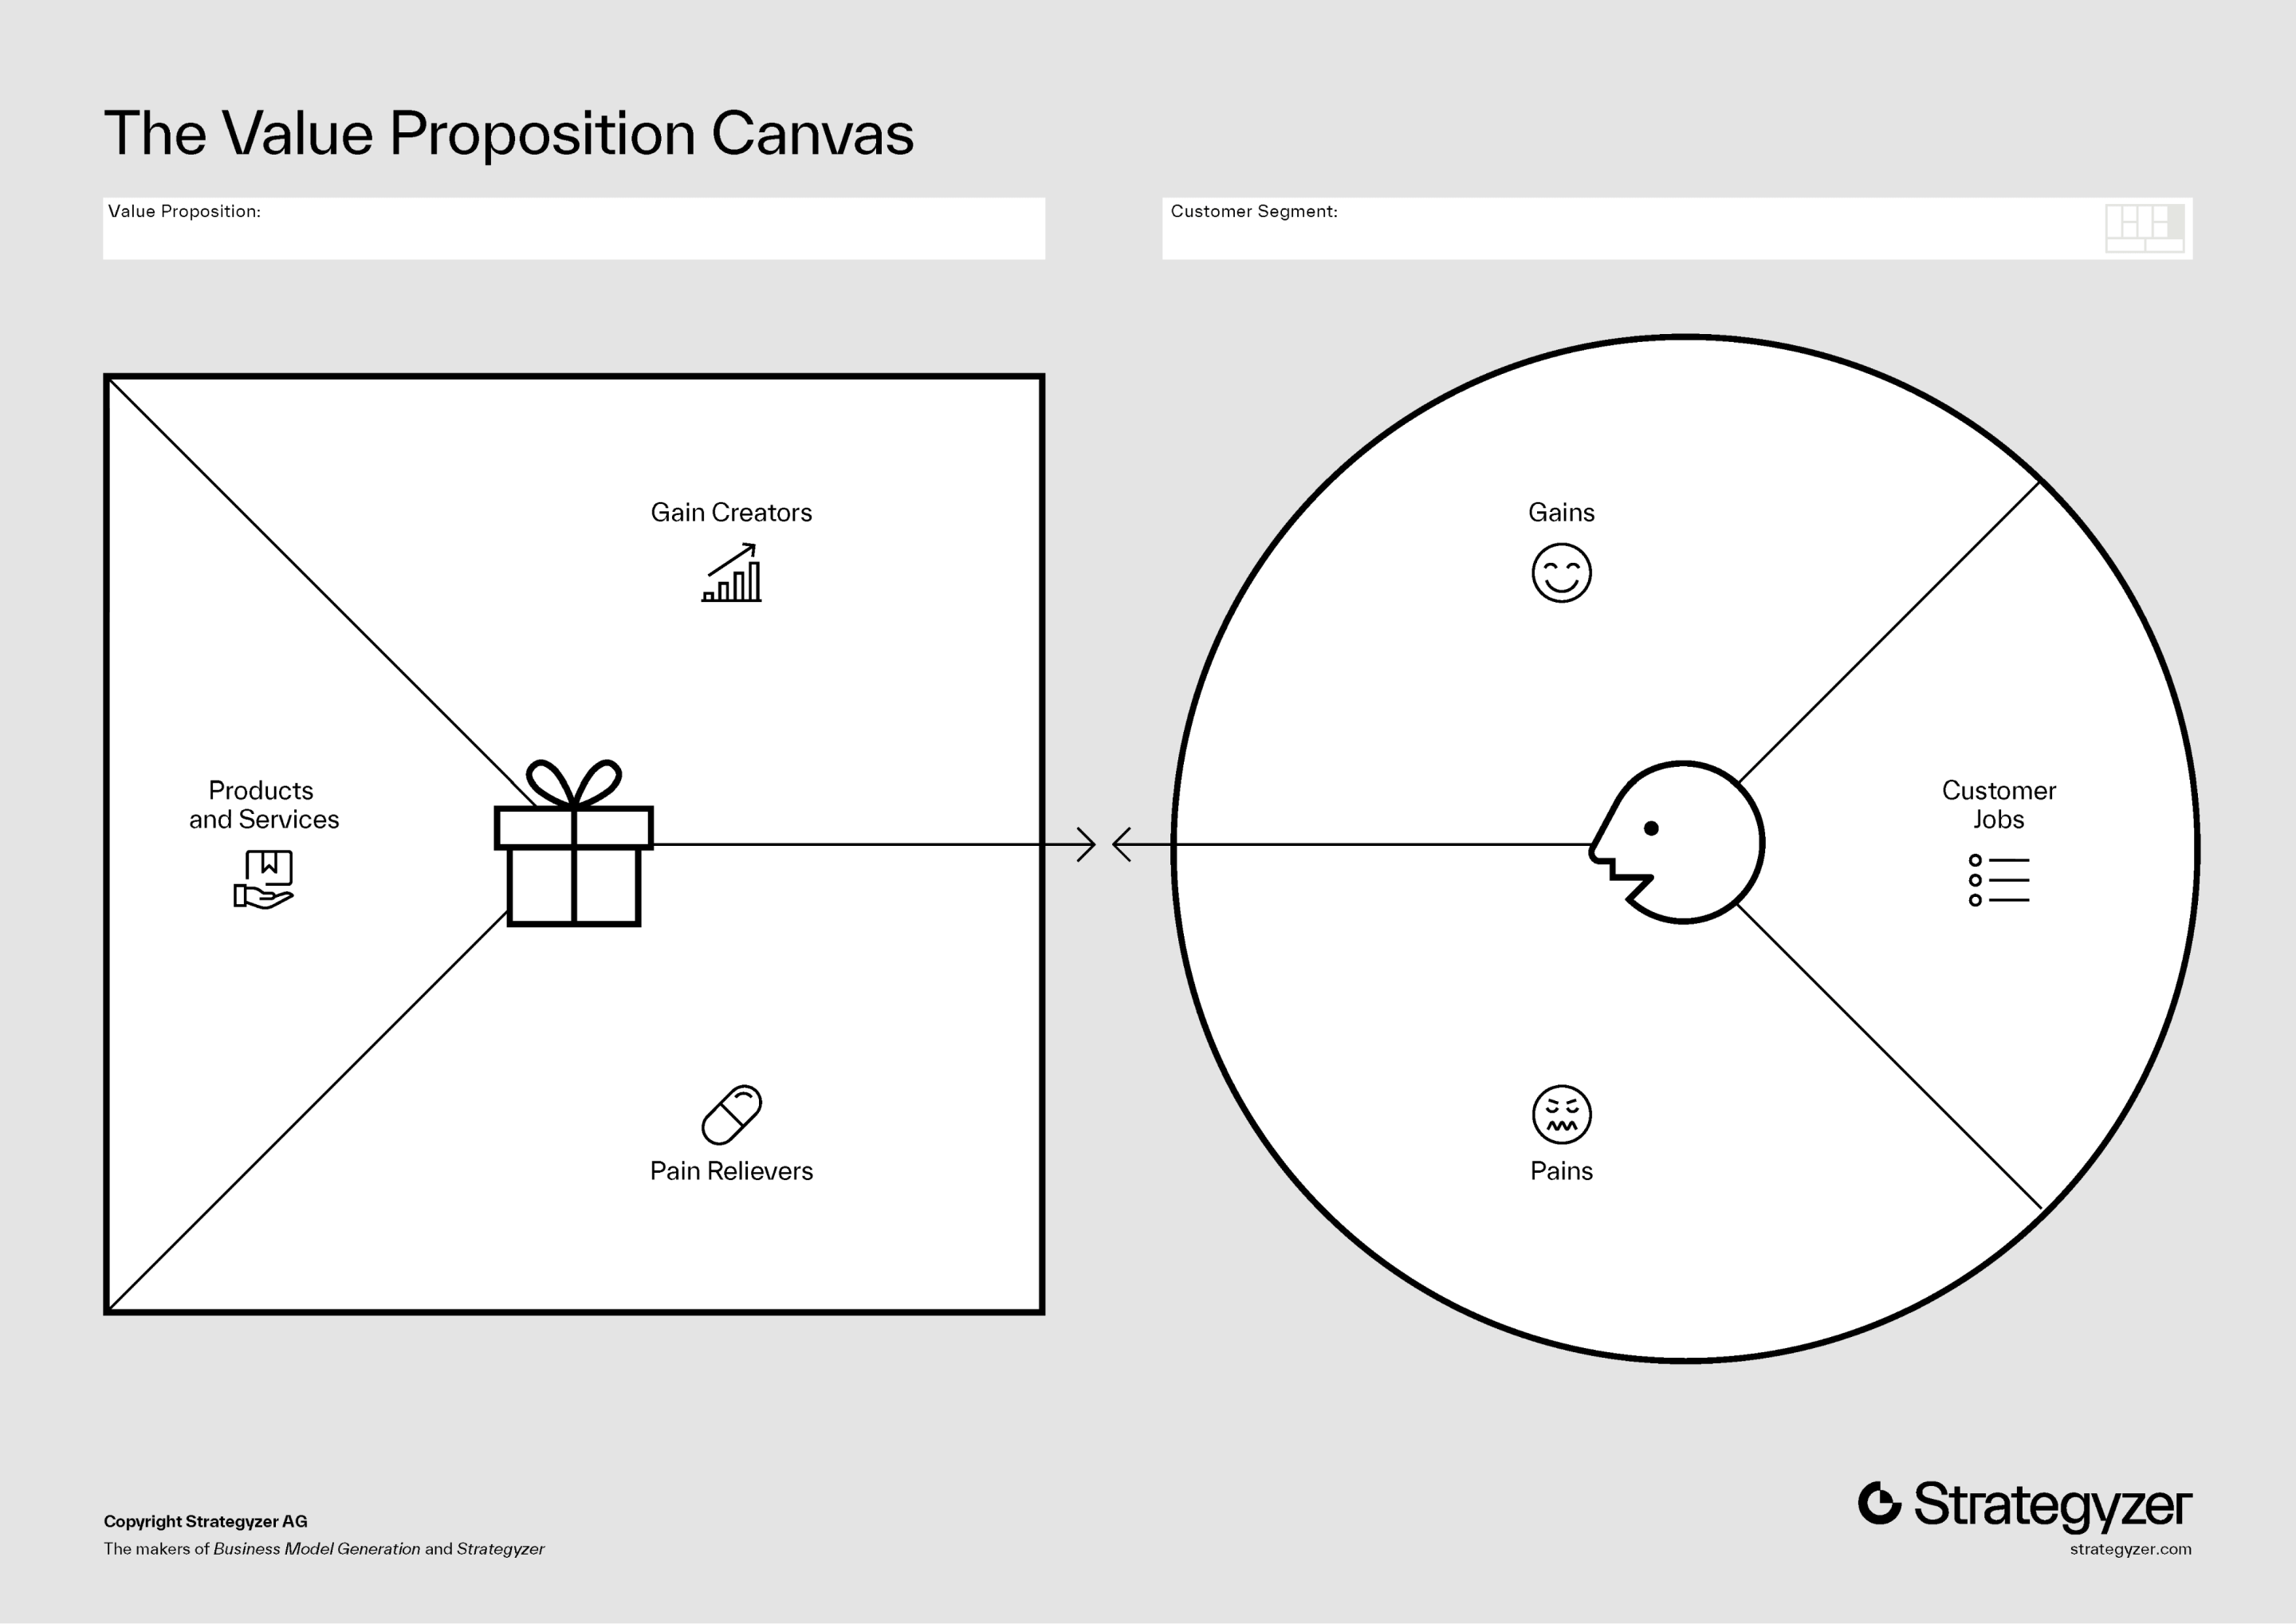 The Value Proposition Canvas
Value Proposition:
Customer Segment:
Gain Creators
Gains
Products
and Services
Customer
Jobs
Pain Relievers
Pains
Copyright Strategyzer AG
The makers of Business Model Generation and Strategyzer
Strategyzer
strategyzer.com